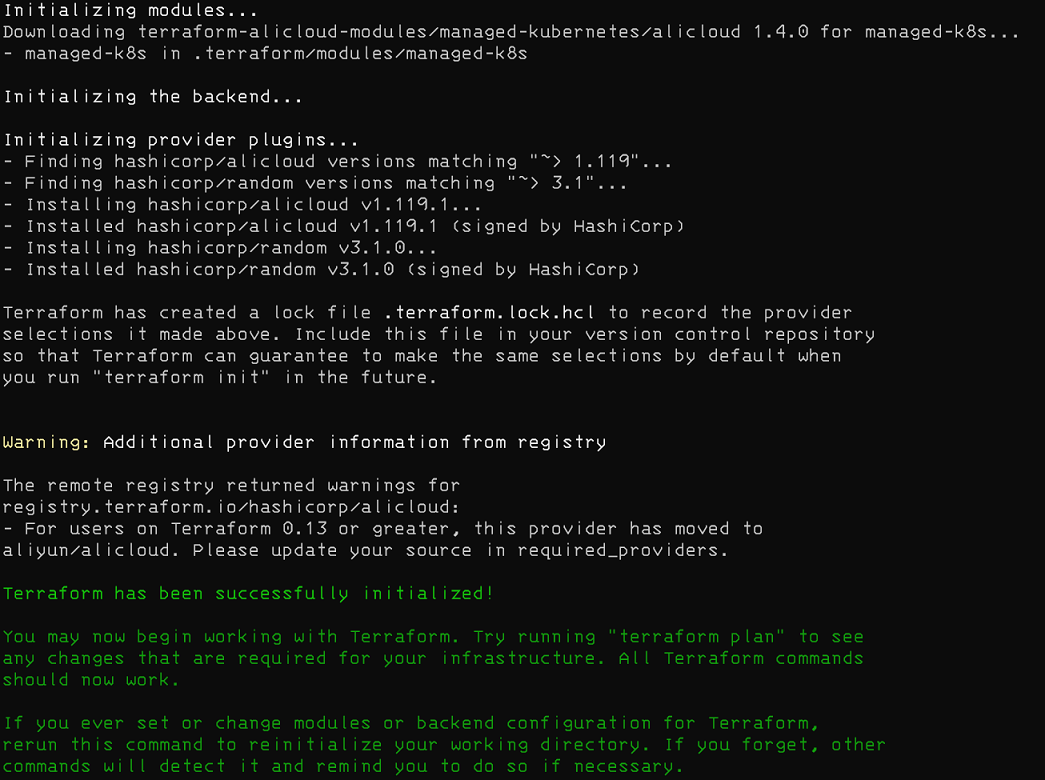 Initializing modules...
Downloading terraform-alicloud-modules/managed-kubernetes/alicloud 1.4.0 for managed-k8s...
- managed-k8s in .terraform/modules/managed-k8s
Initializing the backend...
Initializing provider plugins...
- Finding hashicorp/alicloud versions matching "~> 1.119"...
- Finding hashicorp/random versions matching "~> 3.1"...
- Installing hashicorp/alicloud v1.119.1...
- Installed hashicorp/alicloud v1.119.1 (signed by HashiCorp)
- Installing hashicorp/random v3.1.0...
- Installed hashicorp/random v3.1.0 (signed by HashiCorp)
Terraform has created a lock file .terraform.lock.hcl to record the provider
selections it made above. Include this file in your version control repository
so that Terraform can guarantee to make the same selections by default when
you run "terraform init" in the future.
Warning: Additional provider information from registry
The remote registry returned warnings for
registry.terraform.io/hashicorp/alicloud:
- For users on Terraform 0.13 or greater, this provider has moved to
aliyun/alicloud. Please update your source in required_providers.
Terraform has been successfully initialized!
You may now begin working with Terraform. Try running "terraform plan" to see
any changes that are required for your infrastructure. All Terraform commands
should now work.
If you ever set or change modules or backend configuration for Terraform,
rerun this command to reinitialize your working directory. If you forget, other
commands will detect it and remind you to do so if necessary.